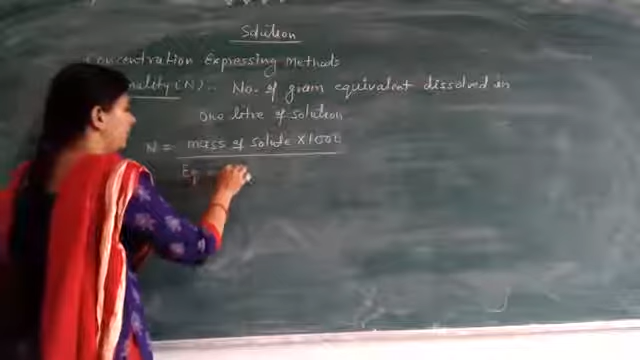 Solution
Concentration Expressing Methods
ality (N). No. of gram equivalent dissolved in
one litre of solution
N = mass of solute × 1000
Eq